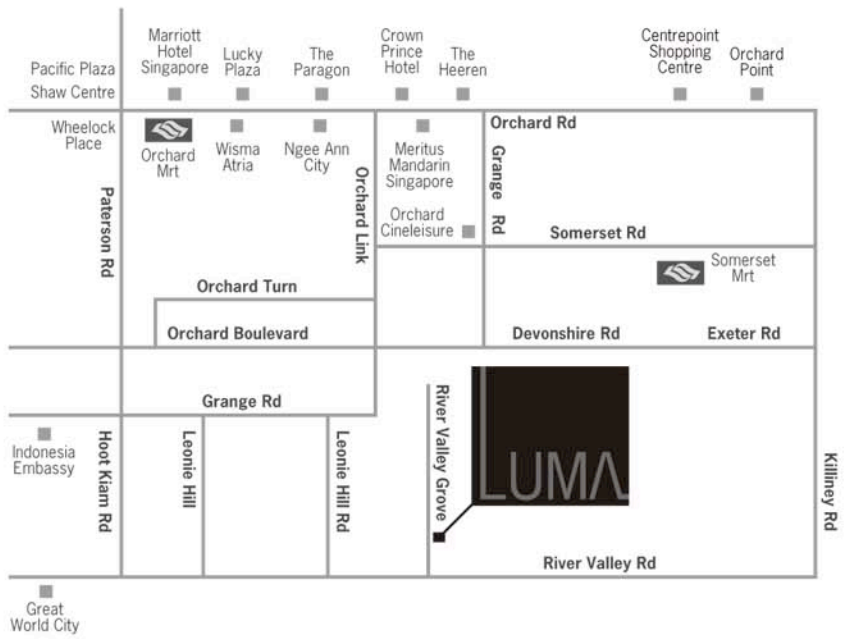 Pacific Plaza
Shaw Centre
Marriott
Hotel
Singapore
Lucky
Plaza
The
Paragon
Crown
Prince
Hotel
The
Heeren
Centrepoint
Shopping
Centre
Orchard
Point
Wheelock
Place
Orchard
Mrt
Wisma
Atria
Ngee Ann
City
Meritus
Mandarin
Singapore
Orchard
Cineleisure
Orchard Rd
Paterson Rd
Orchard Link
Grange Rd
Somerset Rd
Somerset
Mrt
Orchard Turn
Orchard Boulevard
Devonshire Rd
Exeter Rd
Grange Rd
Indonesia
Embassy
Hoot Kiam Rd
Leonie Hill
Leonie Hill Rd
River Valley Grove
LUMA
Killiney Rd
River Valley Rd
Great
World City